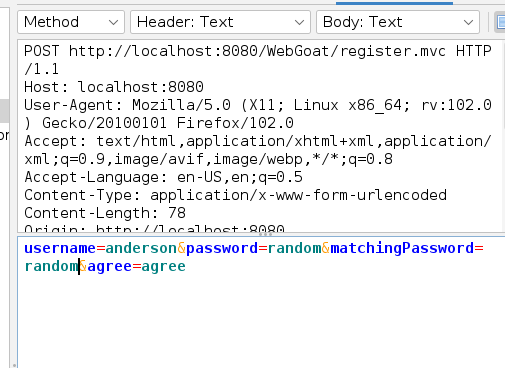 Method Header: Text Body: Text
POST http://localhost:8080/WebGoat/register.mvc HTTP
/1.1
Host: localhost:8080
User-Agent: Mozilla/5.0 (X11; Linux x86_64; rv:102.0
) Gecko/20100101 Firefox/102.0
Accept: text/html,application/xhtml+xml,application/
xml;q=0.9,image/avif,image/webp,*/*;q=0.8
Accept-Language: en-US,en;q=0.5
Content-Type: application/x-www-form-urlencoded
Content-Length: 78
Origin: http://localhost:8080
username=anderson&password=random&matchingPassword=
random&agree=agree